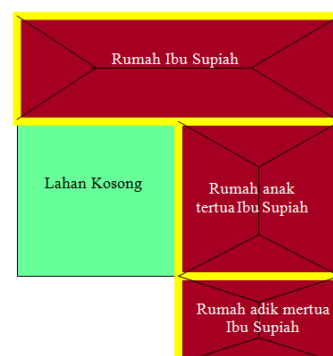 Rumah Ibu Supiah
Lahan Kosong
Rumah anak
tertua Ibu Supiah
Rumah adik mertua
Ibu Supiah